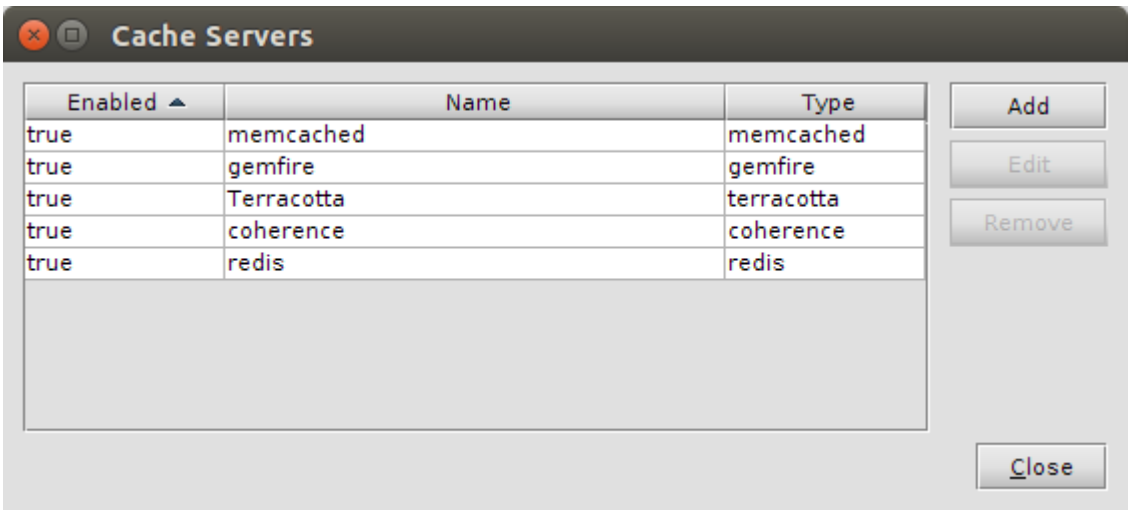 Cache Servers
Enabled Name Type Add
true memcached memcached
true gemfire gemfire Edit
true Terracotta terracotta
true coherence coherence Remove
true redis redis
Close